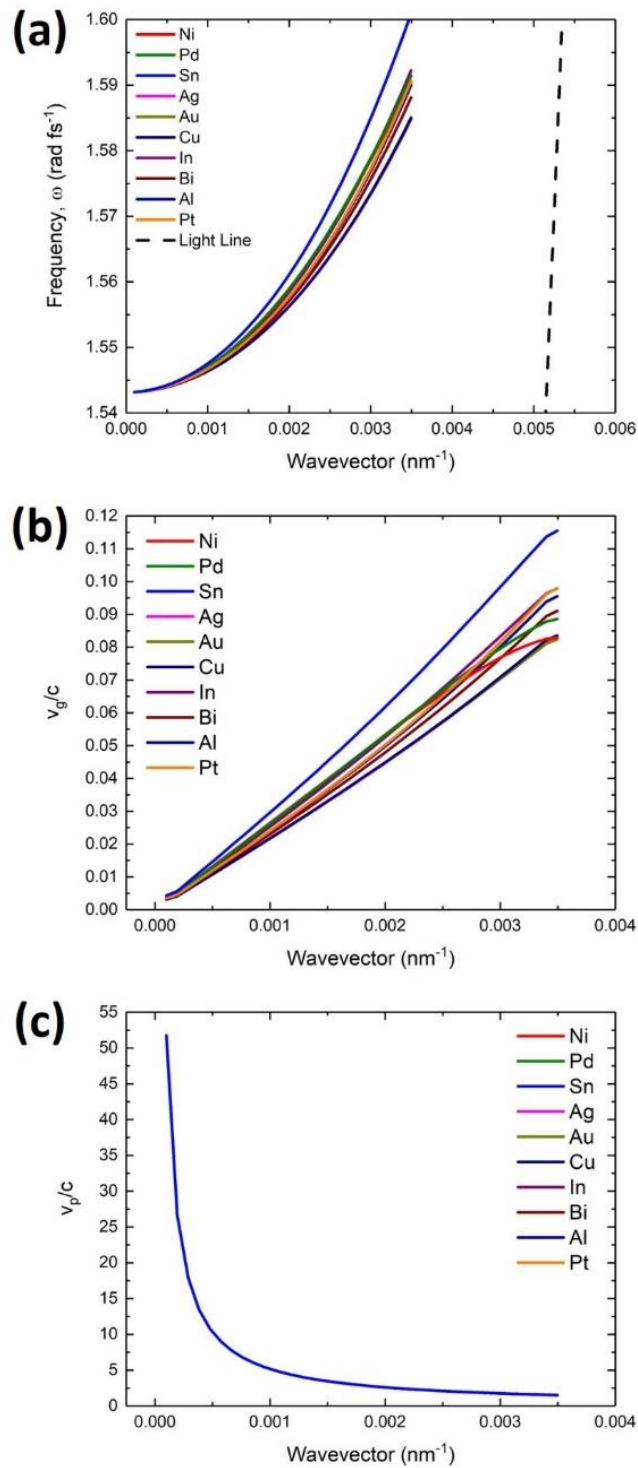 (a)
1.60
1.59
1.58
1.57
1.56
1.55
1.54
Frequency, ω (rad fs⁻¹)
Ni
Pd
Sn
Ag
Au
Cu
In
Bi
Al
Pt
Light Line
0.000 0.001 0.002 0.003 0.004 0.005 0.006
Wavevector (nm⁻¹)
(b)
0.12
0.11
0.10
0.09
0.08
0.07
0.06
0.05
0.04
0.03
0.02
0.01
0.00
v_g/c
Ni
Pd
Sn
Ag
Au
Cu
In
Bi
Al
Pt
0.000 0.001 0.002 0.003 0.004
Wavevector (nm⁻¹)
(c)
55
50
45
40
35
30
25
20
15
10
5
0
v_p/c
Ni
Pd
Sn
Ag
Au
Cu
In
Bi
Al
Pt
0.000 0.001 0.002 0.003 0.004
Wavevector (nm⁻¹)